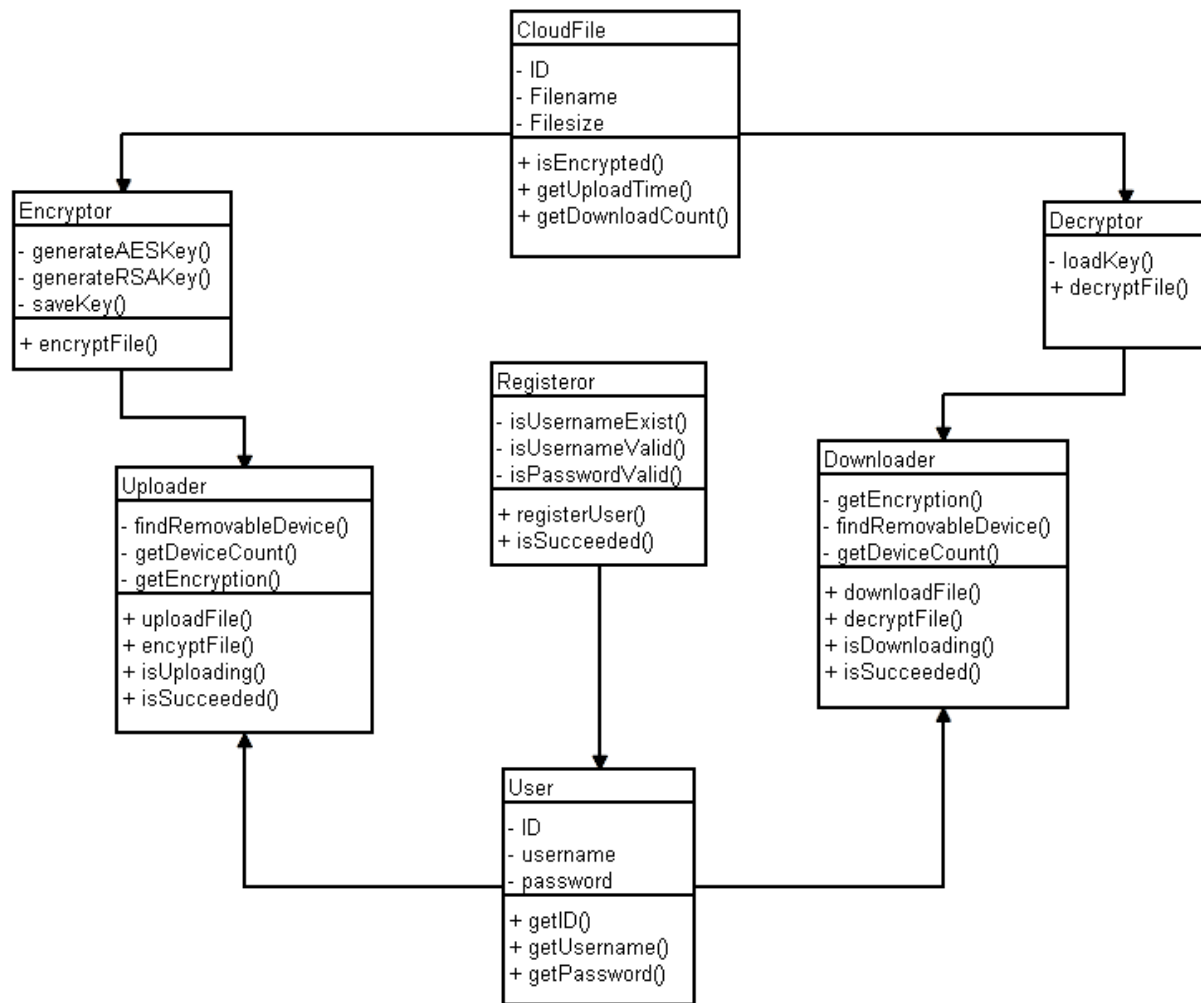 CloudFile
- ID
- Filename
- Filesize
+ isEncrypted()
+ getUploadTime()
+ getDownloadCount()
Encryptor
- generateAESKey()
- generateRSAKey()
- saveKey()
+ encryptFile()
Decryptor
- loadKey()
+ decryptFile()
Registeror
- isUsernameExist()
- isUsernameValid()
- isPasswordValid()
+ registerUser()
+ isSucceeded()
Uploader
- findRemovableDevice()
- getDeviceCount()
- getEncryption()
+ uploadFile()
+ encyptFile()
+ isUploading()
+ isSucceeded()
Downloader
- getEncryption()
- findRemovableDevice()
- getDeviceCount()
+ downloadFile()
+ decryptFile()
+ isDownloading()
+ isSucceeded()
User
- ID
- username
- password
+ getID()
+ getUsername()
+ getPassword()